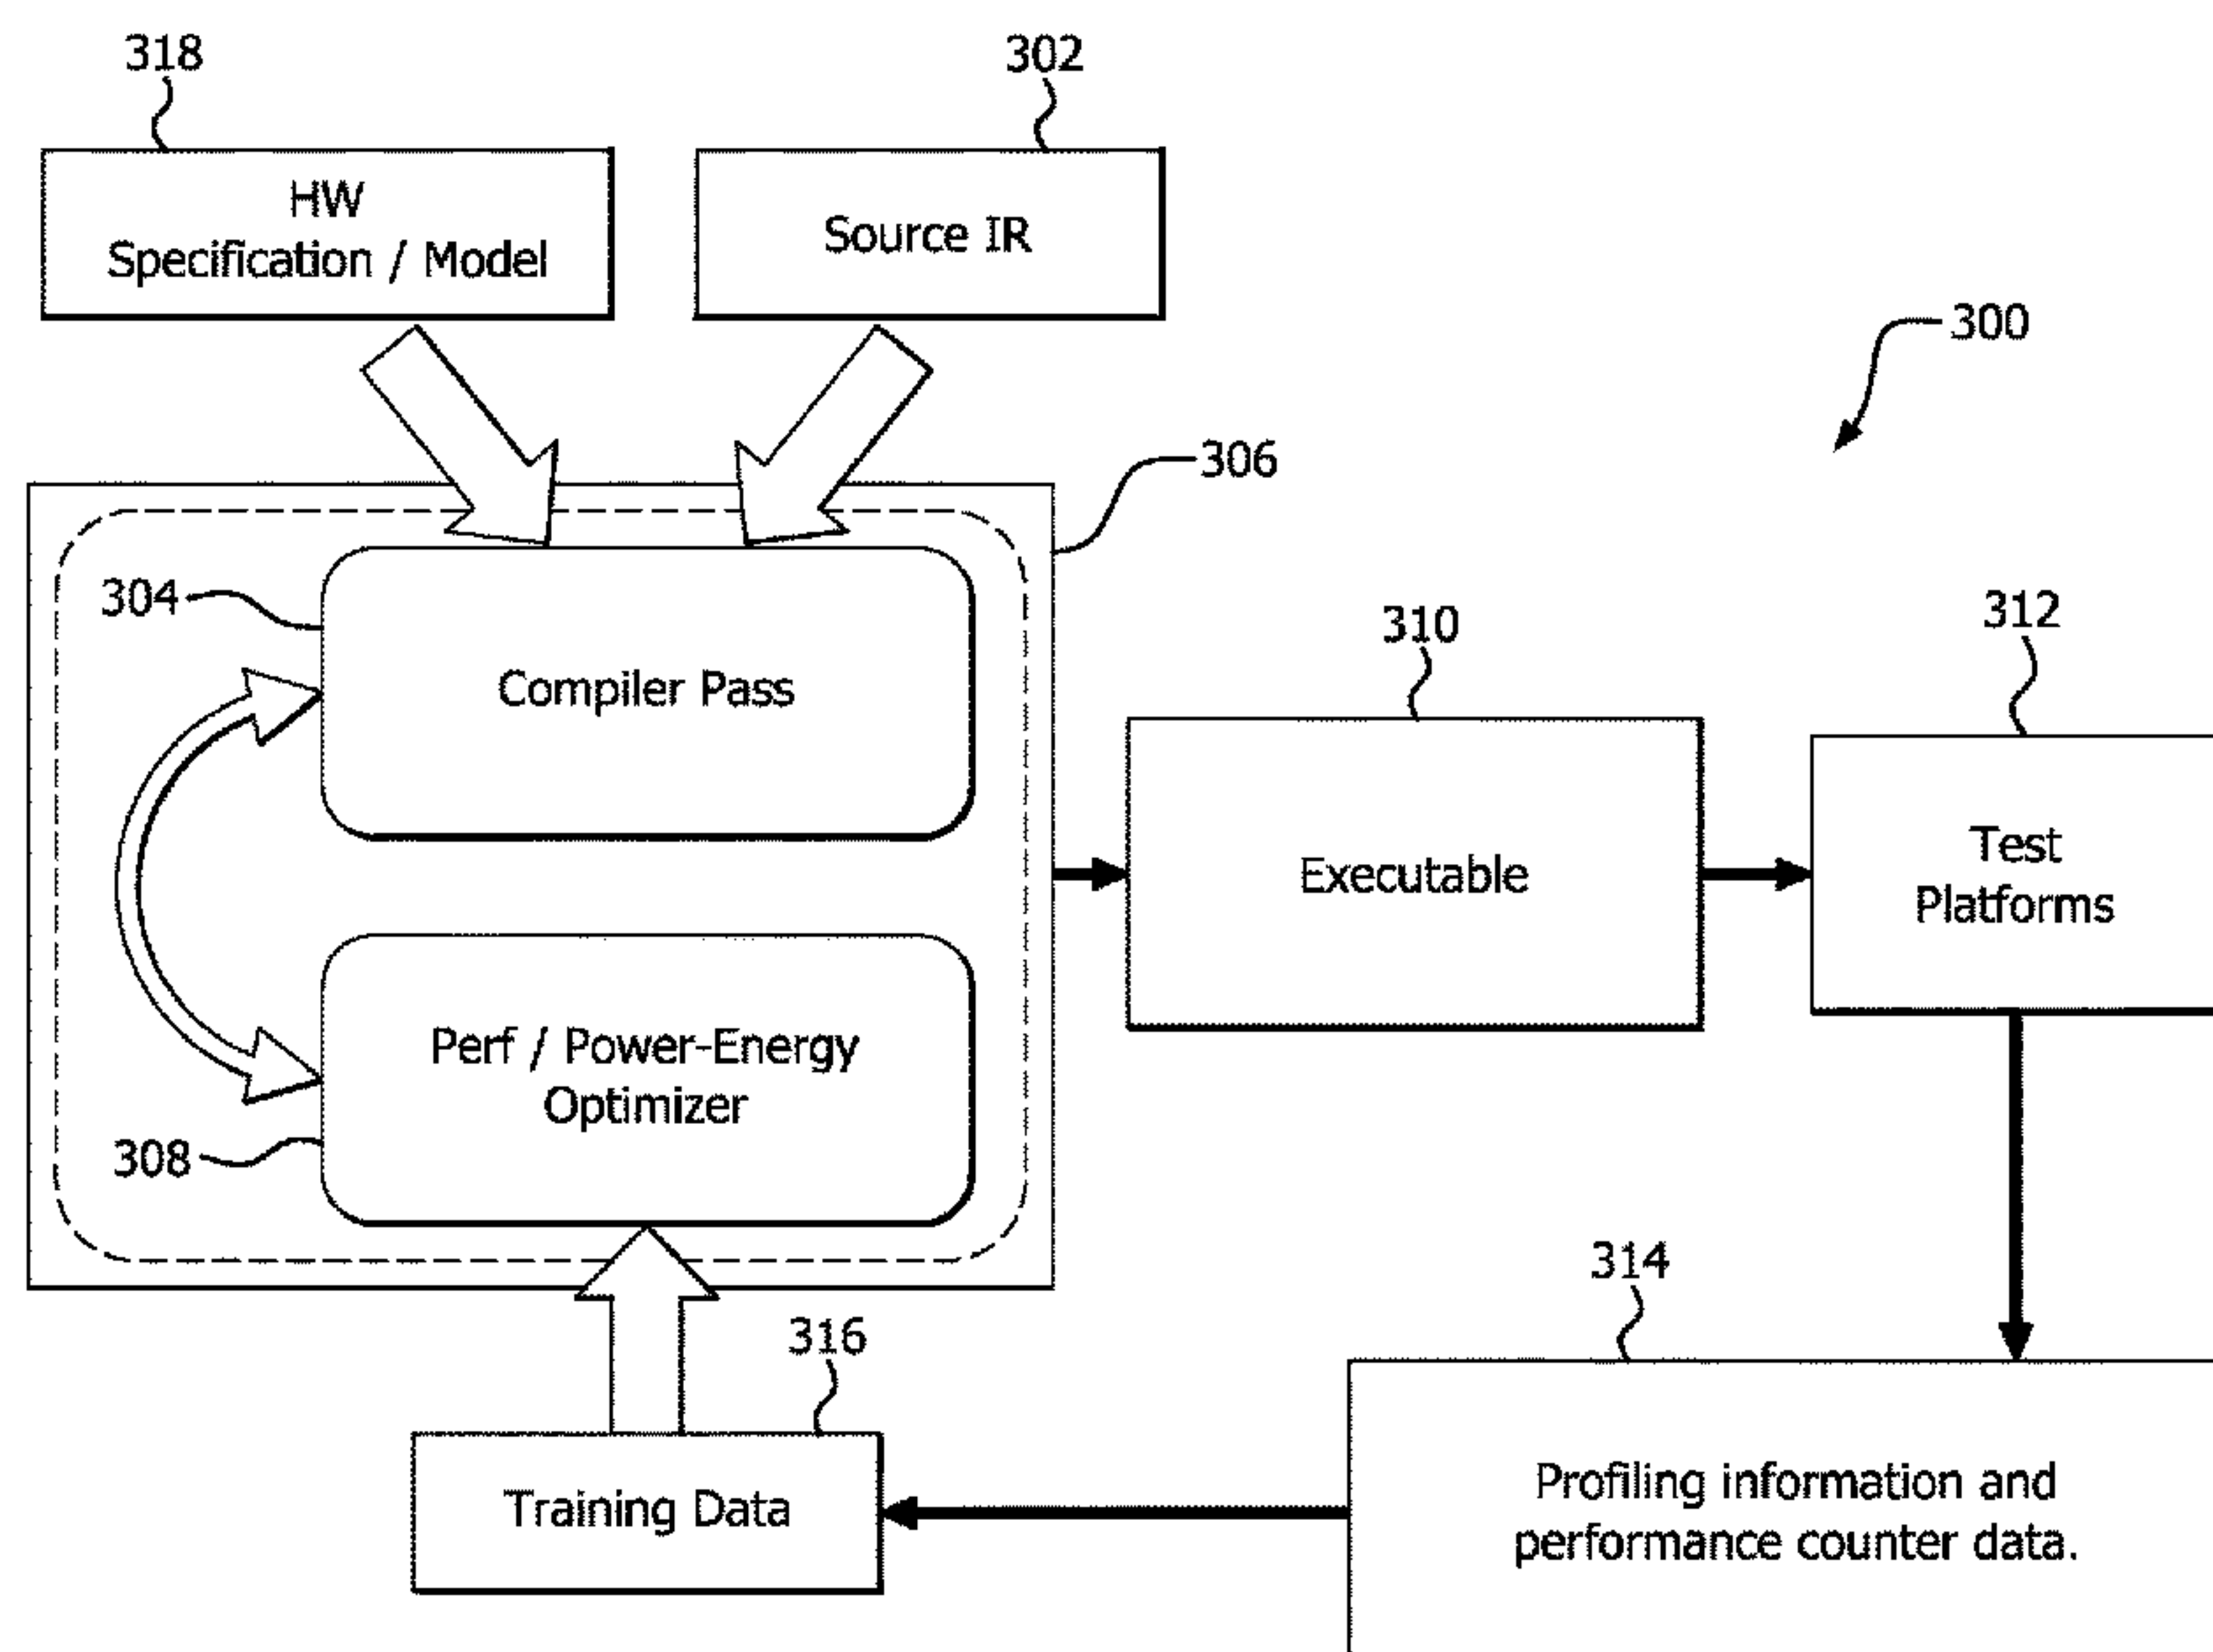 318
302
HW
Specification / Model
Source IR
300
306
304
Compiler Pass
310
312
Executable
Test
Platforms
Perf / Power-Energy
Optimizer
308
314
316
Training Data
Profiling information and
performance counter data.